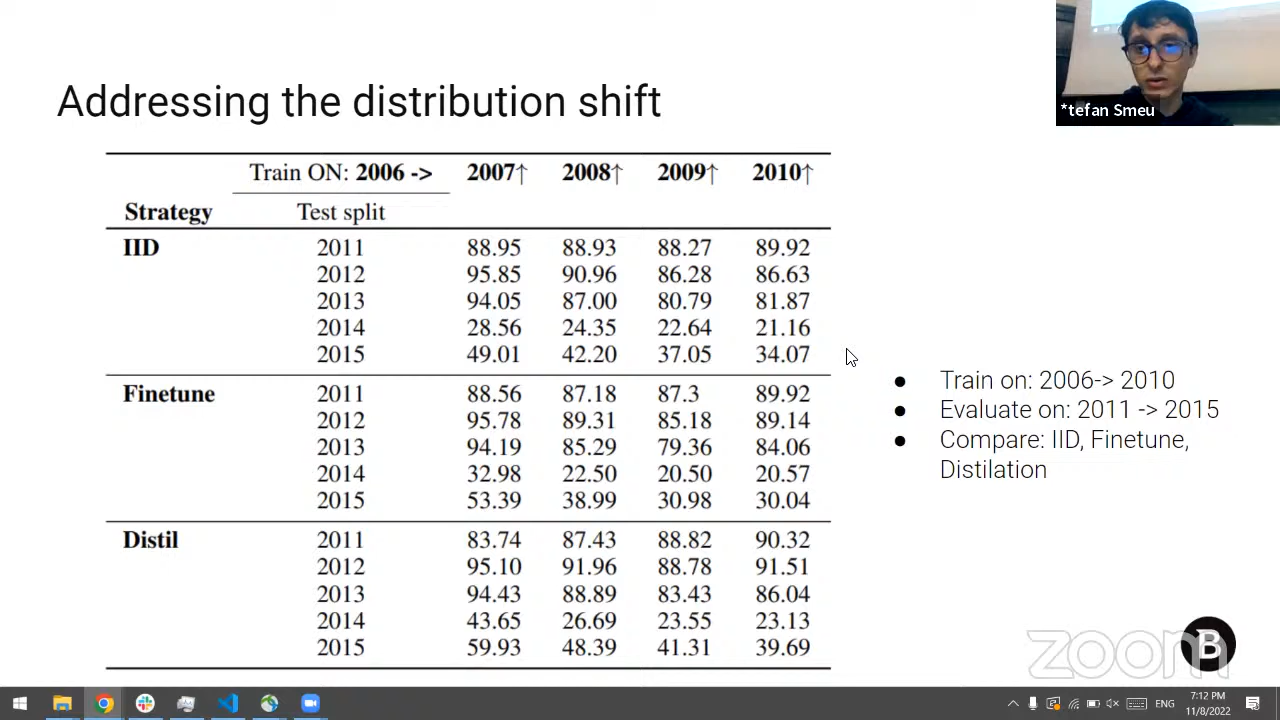 *tefan Smeu
Addressing the distribution shift
Train ON: 2006 -> 2007↑ 2008↑ 2009↑ 2010↑
Strategy Test split
IID 2011 88.95 88.93 88.27 89.92
2012 95.85 90.96 86.28 86.63
2013 94.05 87.00 80.79 81.87
2014 28.56 24.35 22.64 21.16
2015 49.01 42.20 37.05 34.07
Finetune 2011 88.56 87.18 87.3 89.92
2012 95.78 89.31 85.18 89.14
2013 94.19 85.29 79.36 84.06
2014 32.98 22.50 20.50 20.57
2015 53.39 38.99 30.98 30.04
Distil 2011 83.74 87.43 88.82 90.32
2012 95.10 91.96 88.78 91.51
2013 94.43 88.89 83.43 86.04
2014 43.65 26.69 23.55 23.13
2015 59.93 48.39 41.31 39.69
● Train on: 2006-> 2010
● Evaluate on: 2011 -> 2015
● Compare: IID, Finetune,
Distilation
zoom
B
ENG
7:12 PM
11/8/2022